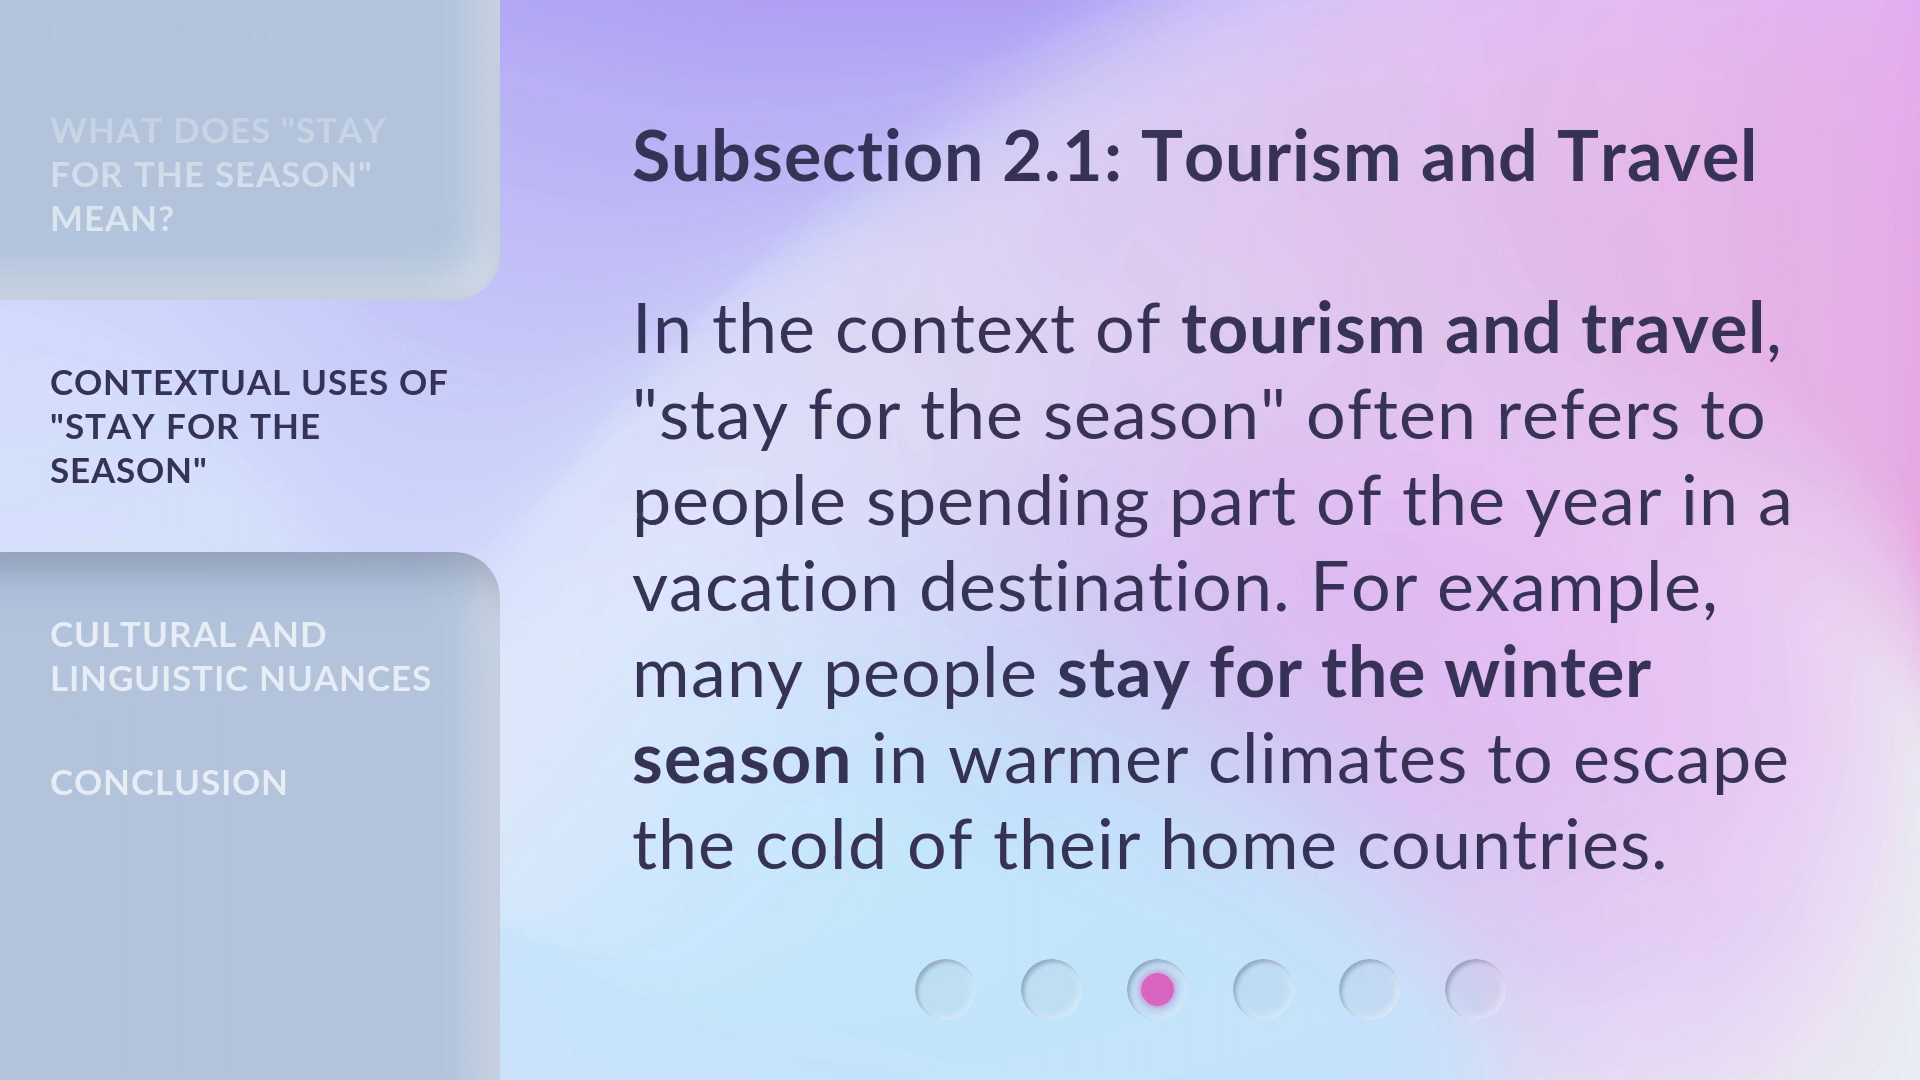 INTRODUCTION
WHAT DOES "STAY
FOR THE SEASON"
MEAN?
CONTEXTUAL USES OF
"STAY FOR THE
SEASON"
CULTURAL AND
LINGUISTIC NUANCES
CONCLUSION
Subsection 2.1: Tourism and Travel
In the context of tourism and travel,
"stay for the season" often refers to
people spending part of the year in a
vacation destination. For example,
many people stay for the winter
season in warmer climates to escape
the cold of their home countries.